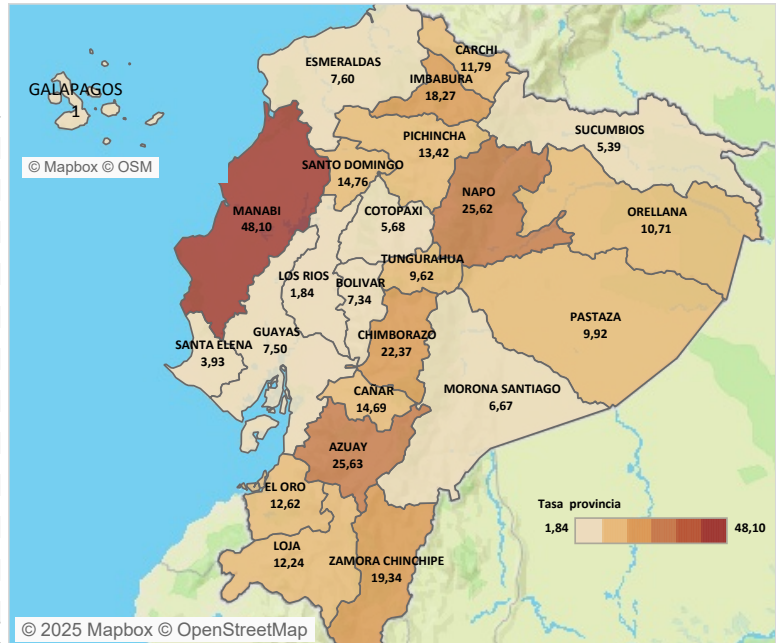 CARCHI
11,79
ESMERALDAS
7,60
IMBABURA
18,27
GALAPAGOS
1
SUCUMBIOS
5,39
PICHINCHA
13,42
© Mapbox © OSM
SANTO DOMINGO
14,76
NAPO
25,62
MANABI
48,10
COTOPAXI
5,68
ORELLANA
10,71
TUNGURAHUA
9,62
LOS RIOS
1,84
BOLIVAR
7,34
PASTAZA
9,92
GUAYAS
7,50
CHIMBORAZO
22,37
SANTA ELENA
3,93
CAÑAR
14,69
MORONA SANTIAGO
6,67
AZUAY
25,63
EL ORO
12,62
Tasa provincia
1,84 48,10
LOJA
12,24
ZAMORA CHINCHIPE
19,34
© 2025 Mapbox © OpenStreetMap